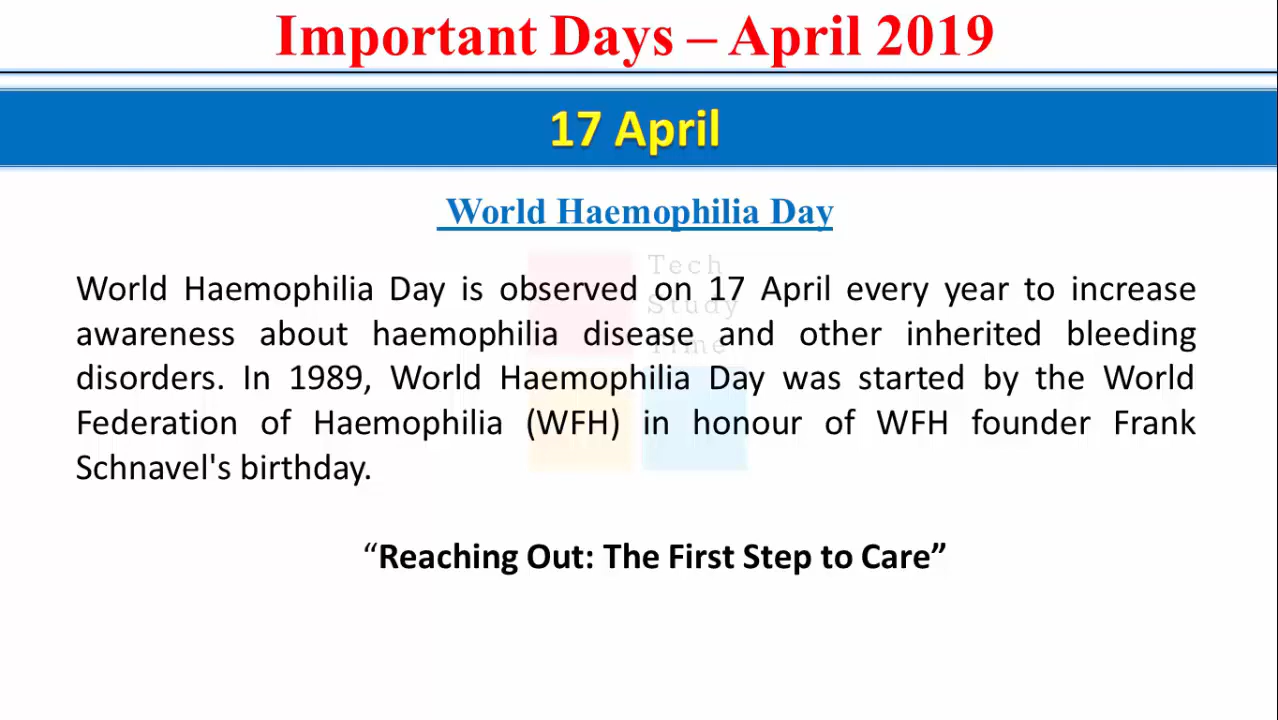 Important Days – April 2019
17 April
World Haemophilia Day
World Haemophilia Day is observed on 17 April every year to increase
awareness about haemophilia disease and other inherited bleeding
disorders. In 1989, World Haemophilia Day was started by the World
Federation of Haemophilia (WFH) in honour of WFH founder Frank
Schnavel's birthday.
“Reaching Out: The First Step to Care”
Tech
Study
Time